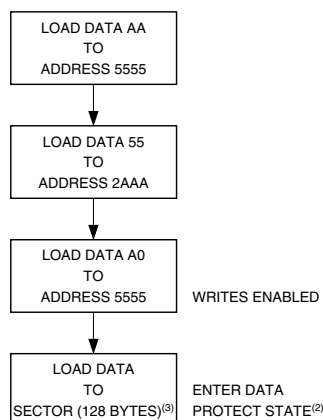 LOAD DATA AA
TO
ADDRESS 5555
LOAD DATA 55
TO
ADDRESS 2AAA
LOAD DATA A0
TO
ADDRESS 5555
WRITES ENABLED
LOAD DATA
TO
SECTOR (128 BYTES)(3)
ENTER DATA
PROTECT STATE(2)